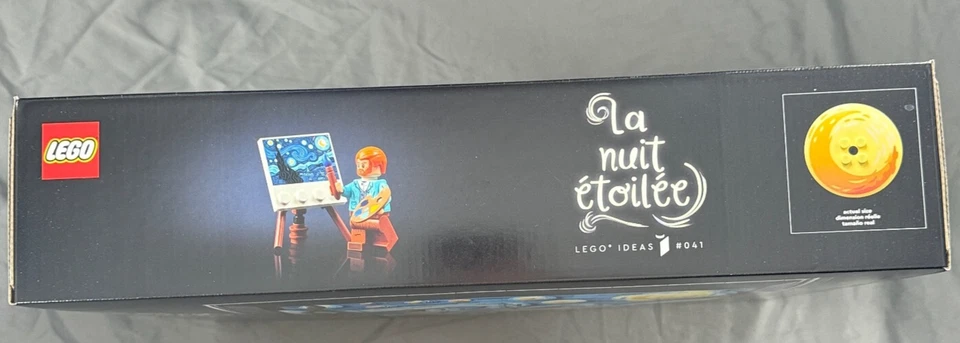 LEGO
La
nuit
étoilée
LEGO® IDEAS #041
actual size
dimension réelle
tamaño real